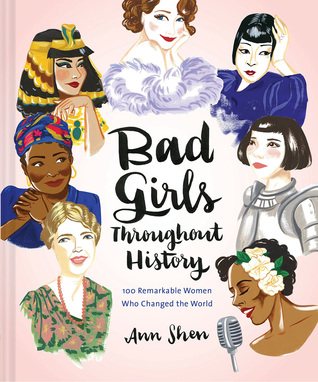 Bad
Girls
Throughout
History
100 Remarkable Women
Who Changed the World
Ann Shen